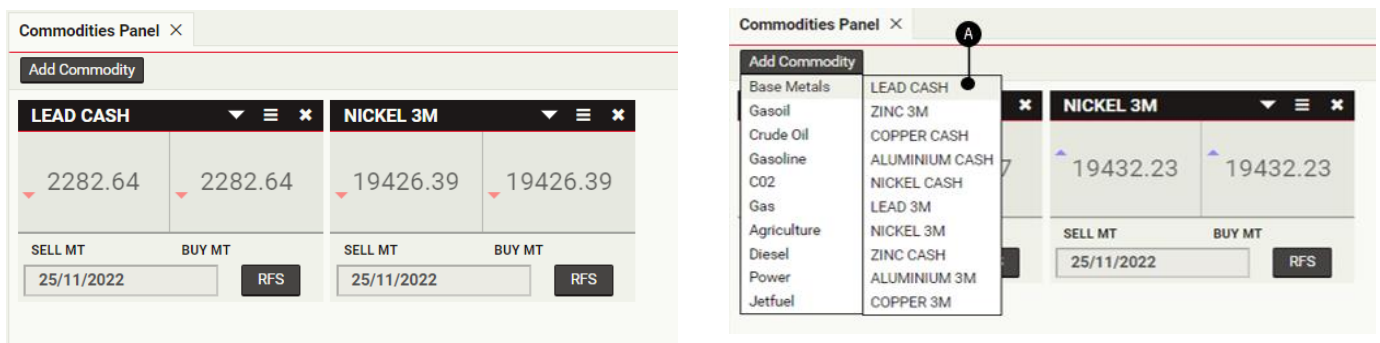 Commodities Panel ×
Add Commodity
LEAD CASH
2282.64 2282.64
SELL MT BUY MT
25/11/2022 RFS
NICKEL 3M
19426.39 19426.39
SELL MT BUY MT
25/11/2022 RFS
Commodities Panel ×
A
Add Commodity
Base Metals
Gasoil
Crude Oil
Gasoline
C02
Gas
Agriculture
Diesel
Power
Jetfuel
LEAD CASH
ZINC 3M
COPPER CASH
ALUMINIUM CASH
NICKEL CASH
LEAD 3M
NICKEL 3M
ZINC CASH
ALUMINIUM 3M
COPPER 3M
7
NICKEL 3M
19432.23 19432.23
SELL MT BUY MT
25/11/2022 RFS